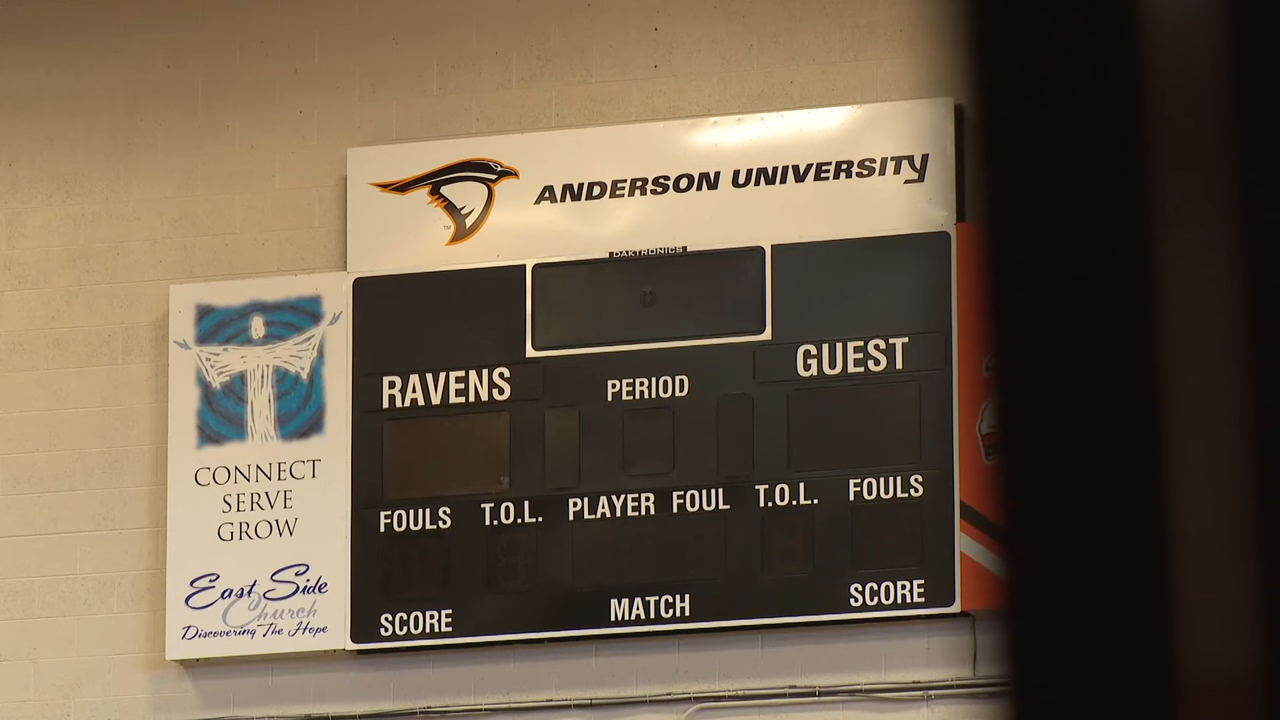 ANDERSON UNIVERSITY
TM
DAKTRONICS
RAVENS
PERIOD
GUEST
FOULS T.O.L. PLAYER FOUL T.O.L. FOULS
SCORE MATCH SCORE
CONNECT
SERVE
GROW
East Side
Church
Discovering The Hope